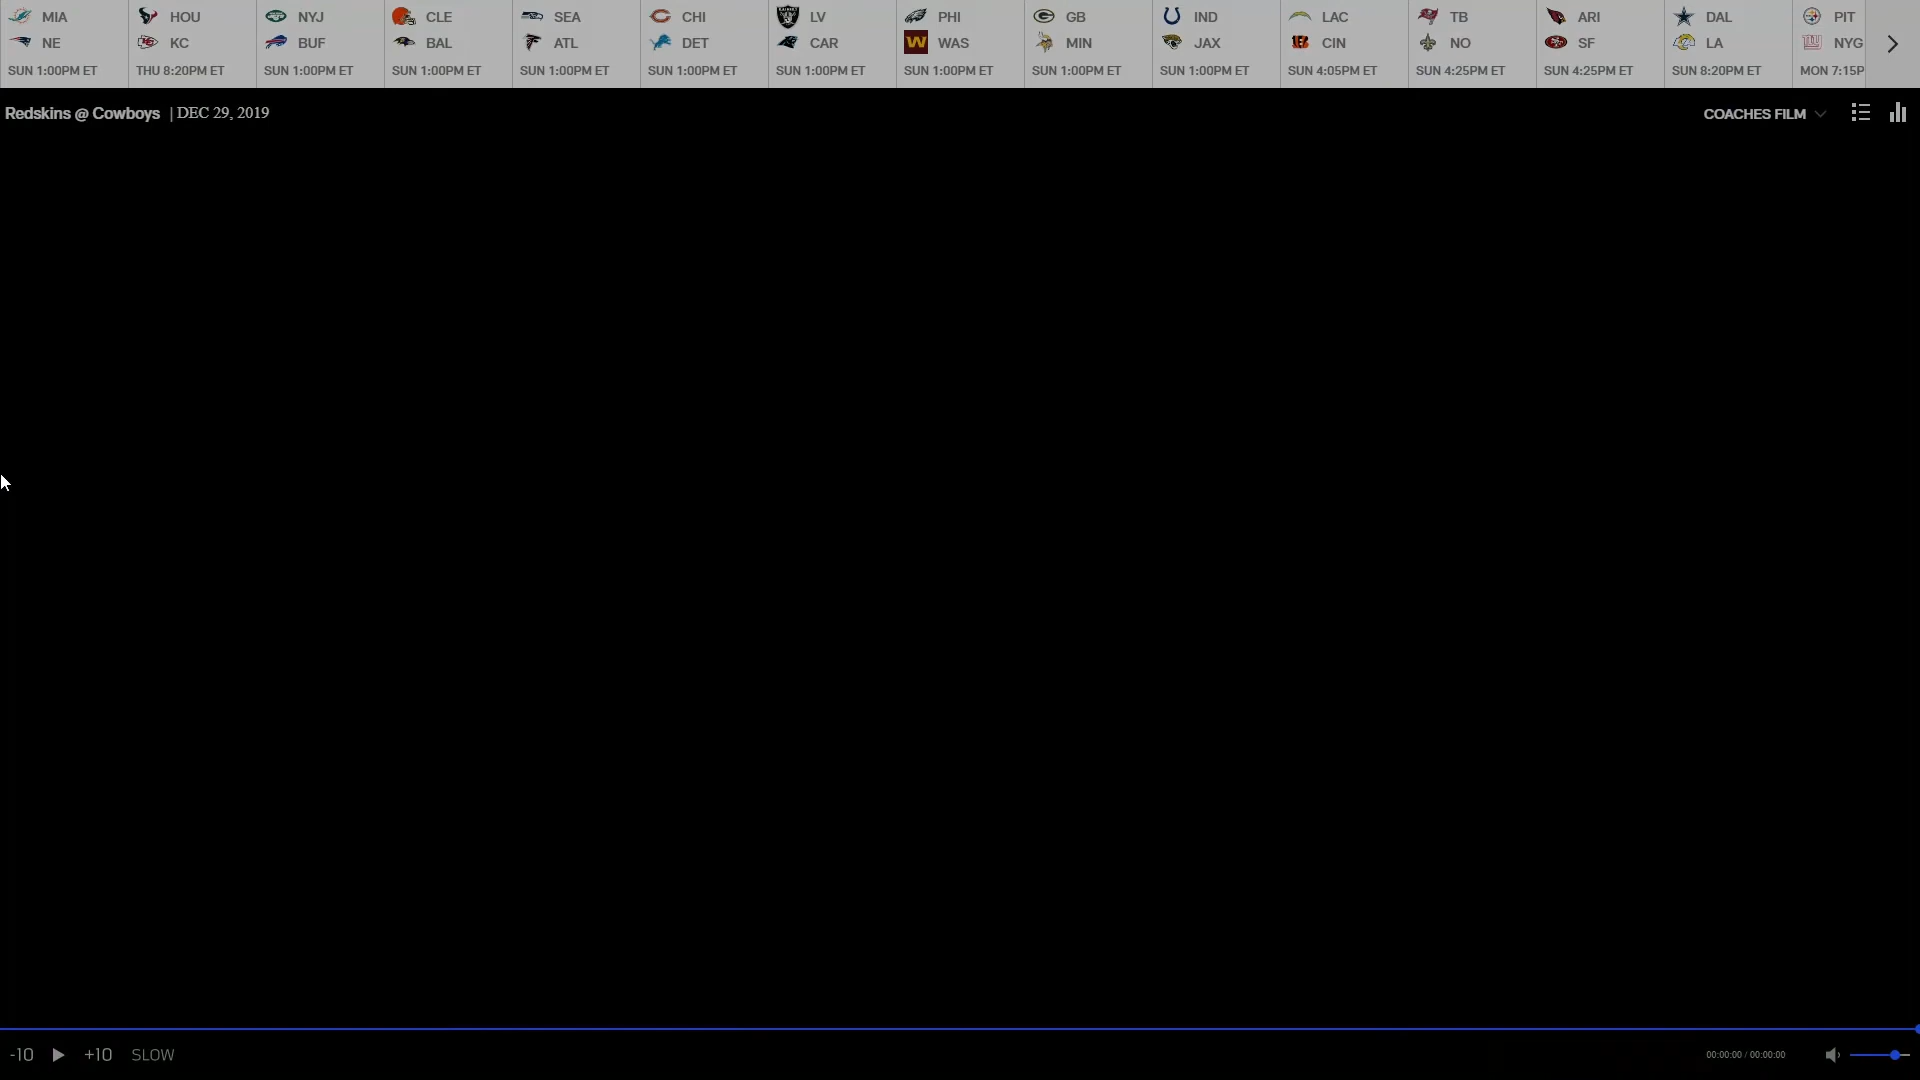 MIA
NE
SUN 1:00PM ET
HOU
KC
THU 8:20PM ET
NYJ
BUF
SUN 1:00PM ET
CLE
BAL
SUN 1:00PM ET
SEA
ATL
SUN 1:00PM ET
CHI
DET
SUN 1:00PM ET
LV
CAR
SUN 1:00PM ET
PHI
W WAS
SUN 1:00PM ET
GB
MIN
SUN 1:00PM ET
IND
JAX
SUN 1:00PM ET
LAC
CIN
SUN 4:05PM ET
TB
NO
SUN 4:25PM ET
ARI
SF
SUN 4:25PM ET
DAL
LA
SUN 8:20PM ET
PIT
NYG
MON 7:15P
Redskins @ Cowboys | DEC 29, 2019
COACHES FILM
-10 +10 SLOW
00:00:00 / 00:00:00